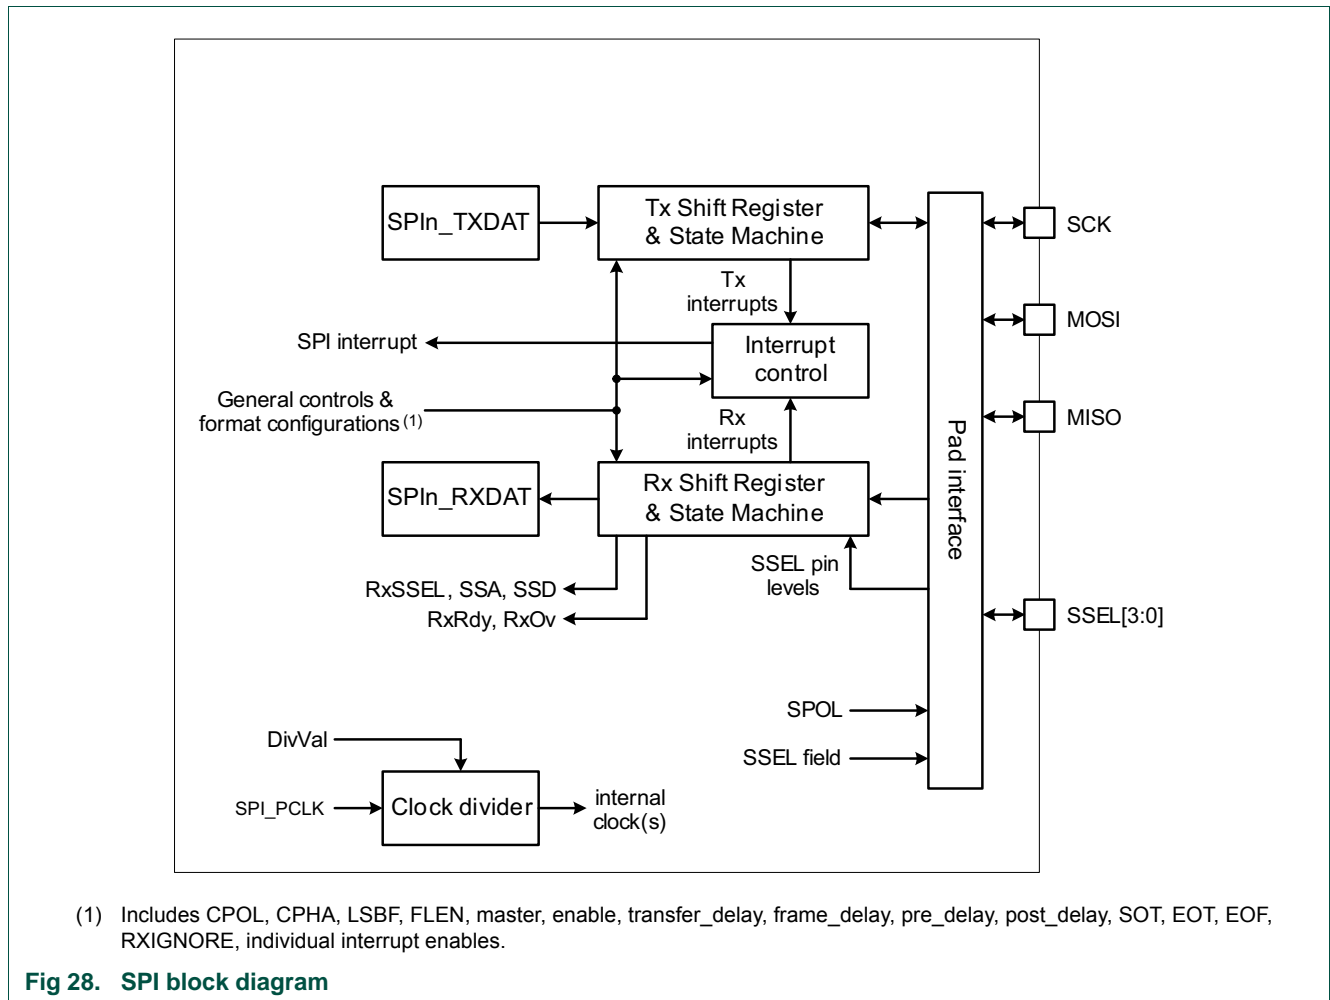 SPIn_TXDAT
Tx Shift Register
& State Machine
SCK
Tx
interrupts
MOSI
SPI interrupt
Interrupt
control
General controls &
format configurations (1)
Rx
interrupts
MISO
Pad interface
SPIn_RXDAT
Rx Shift Register
& State Machine
SSEL pin
levels
RxSSEL, SSA, SSD
RxRdy, RxOv
SSEL[3:0]
SPOL
SSEL field
DivVal
SPI_PCLK
Clock divider
internal
clock(s)
(1) Includes CPOL, CPHA, LSBF, FLEN, master, enable, transfer_delay, frame_delay, pre_delay, post_delay, SOT, EOT, EOF,
RXIGNORE, individual interrupt enables.
Fig 28. SPI block diagram